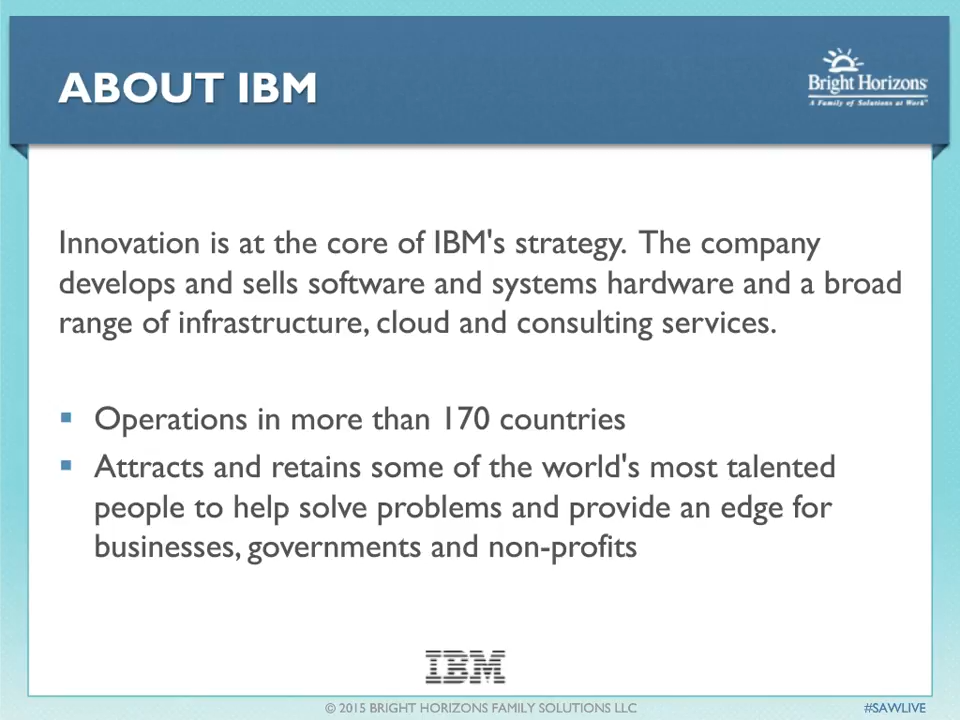 ABOUT IBM
Bright Horizons
A Family of Solutions at Work™
Innovation is at the core of IBM's strategy.  The company
develops and sells software and systems hardware and a broad
range of infrastructure, cloud and consulting services.
▪ Operations in more than 170 countries
▪ Attracts and retains some of the world's most talented
people to help solve problems and provide an edge for
businesses, governments and non-profits
IBM
© 2015 BRIGHT HORIZONS FAMILY SOLUTIONS LLC
#SAWLIVE